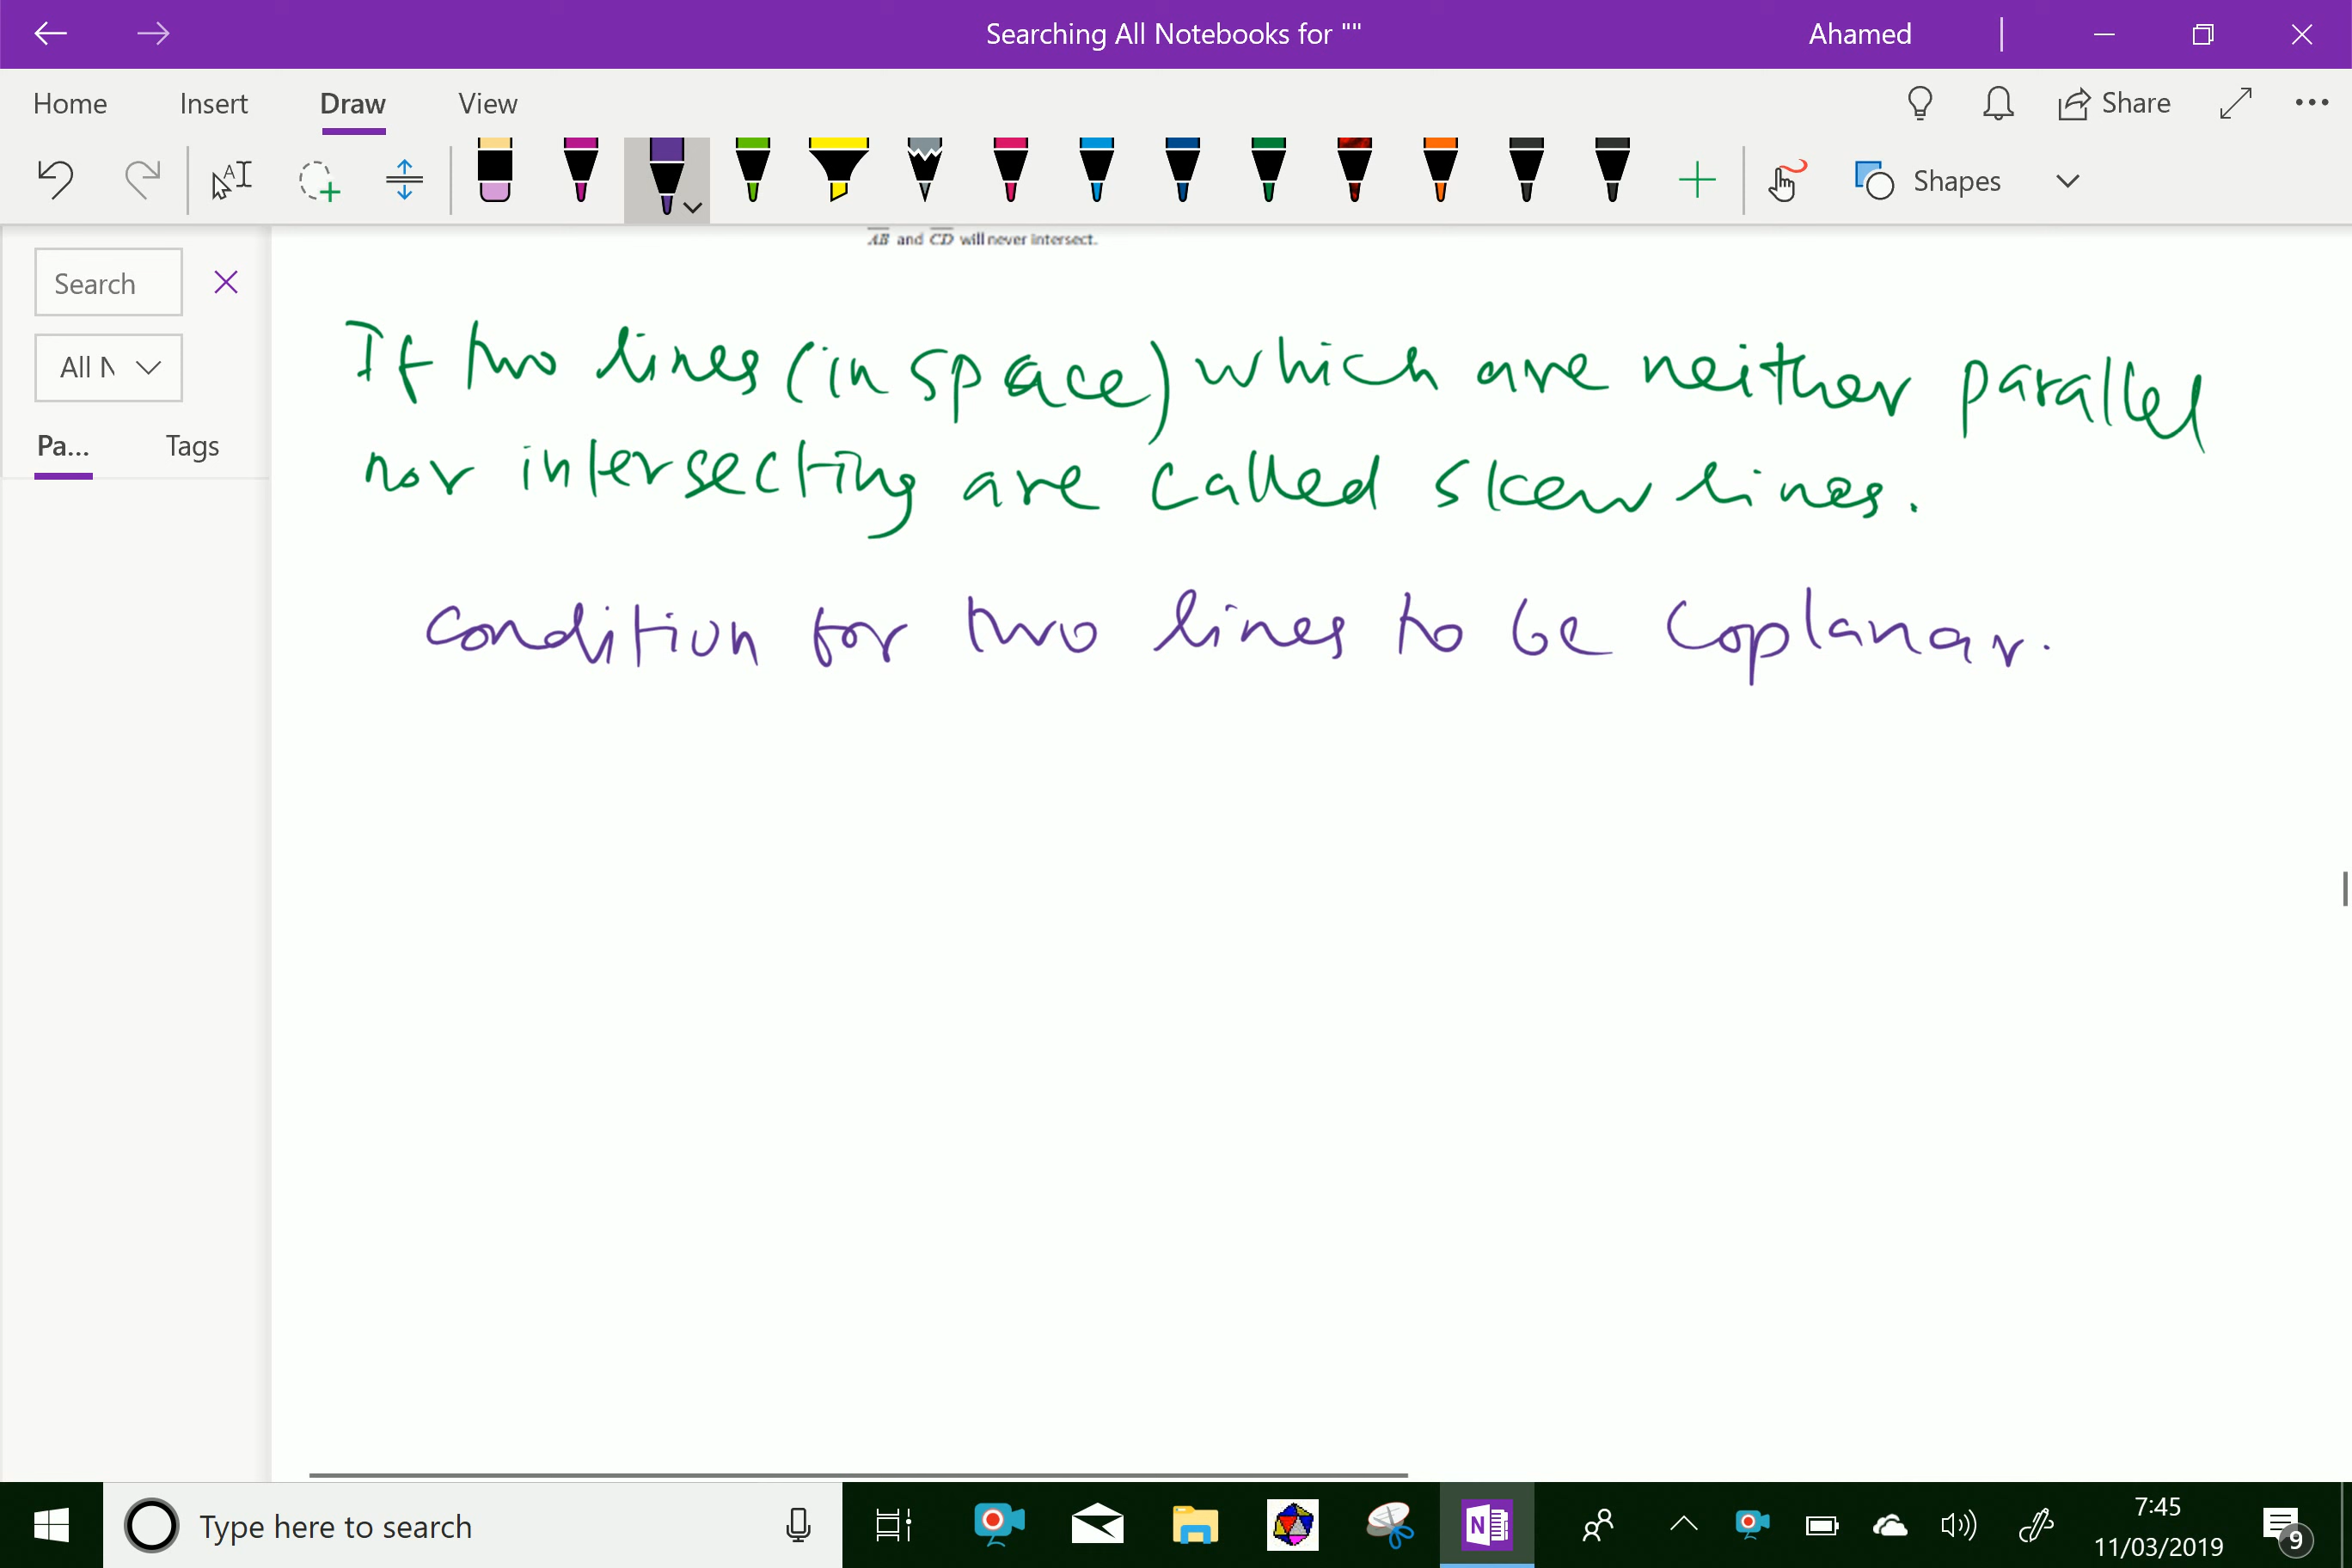 Searching All Notebooks for ""
Ahamed
Home Insert Draw View
Share
Shapes
AB and CD will never intersect.
Search
All N
Pa... Tags
If two lines (in space) which are neither parallel
nor intersecting are called skew lines.
Condition for two lines to be Coplanar.
Type here to search
7:45
11/03/2019
9